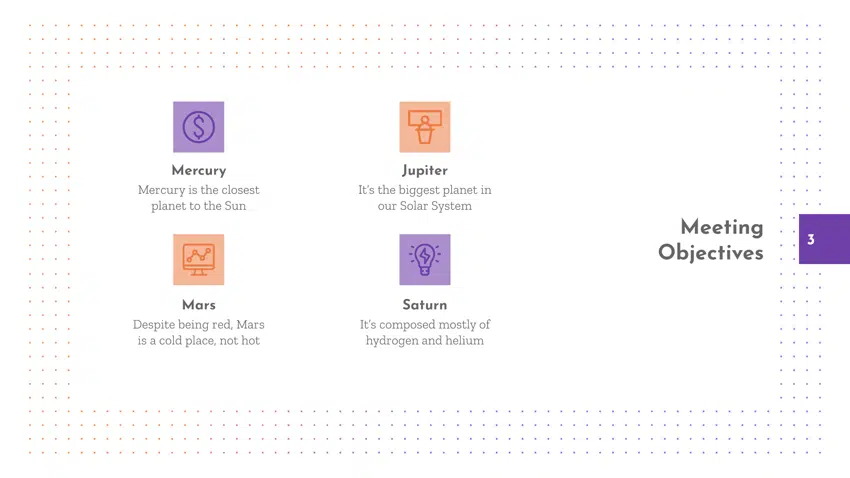 Mercury
Mercury is the closest
planet to the Sun
Jupiter
It's the biggest planet in
our Solar System
Mars
Despite being red, Mars
is a cold place, not hot
Saturn
It's composed mostly of
hydrogen and helium
Meeting
Objectives
3